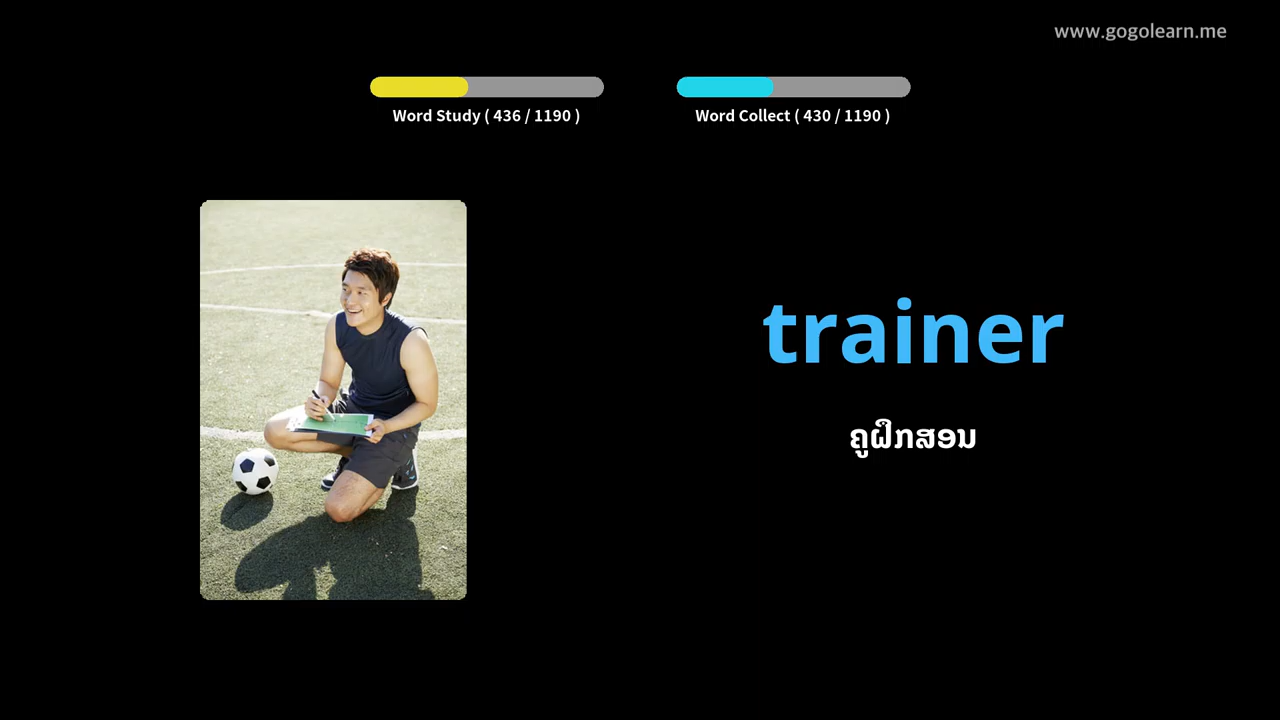 www.gogolearn.me
Word Study ( 436 / 1190 )
Word Collect ( 430 / 1190 )
trainer
ຄູຝຶກສອນ